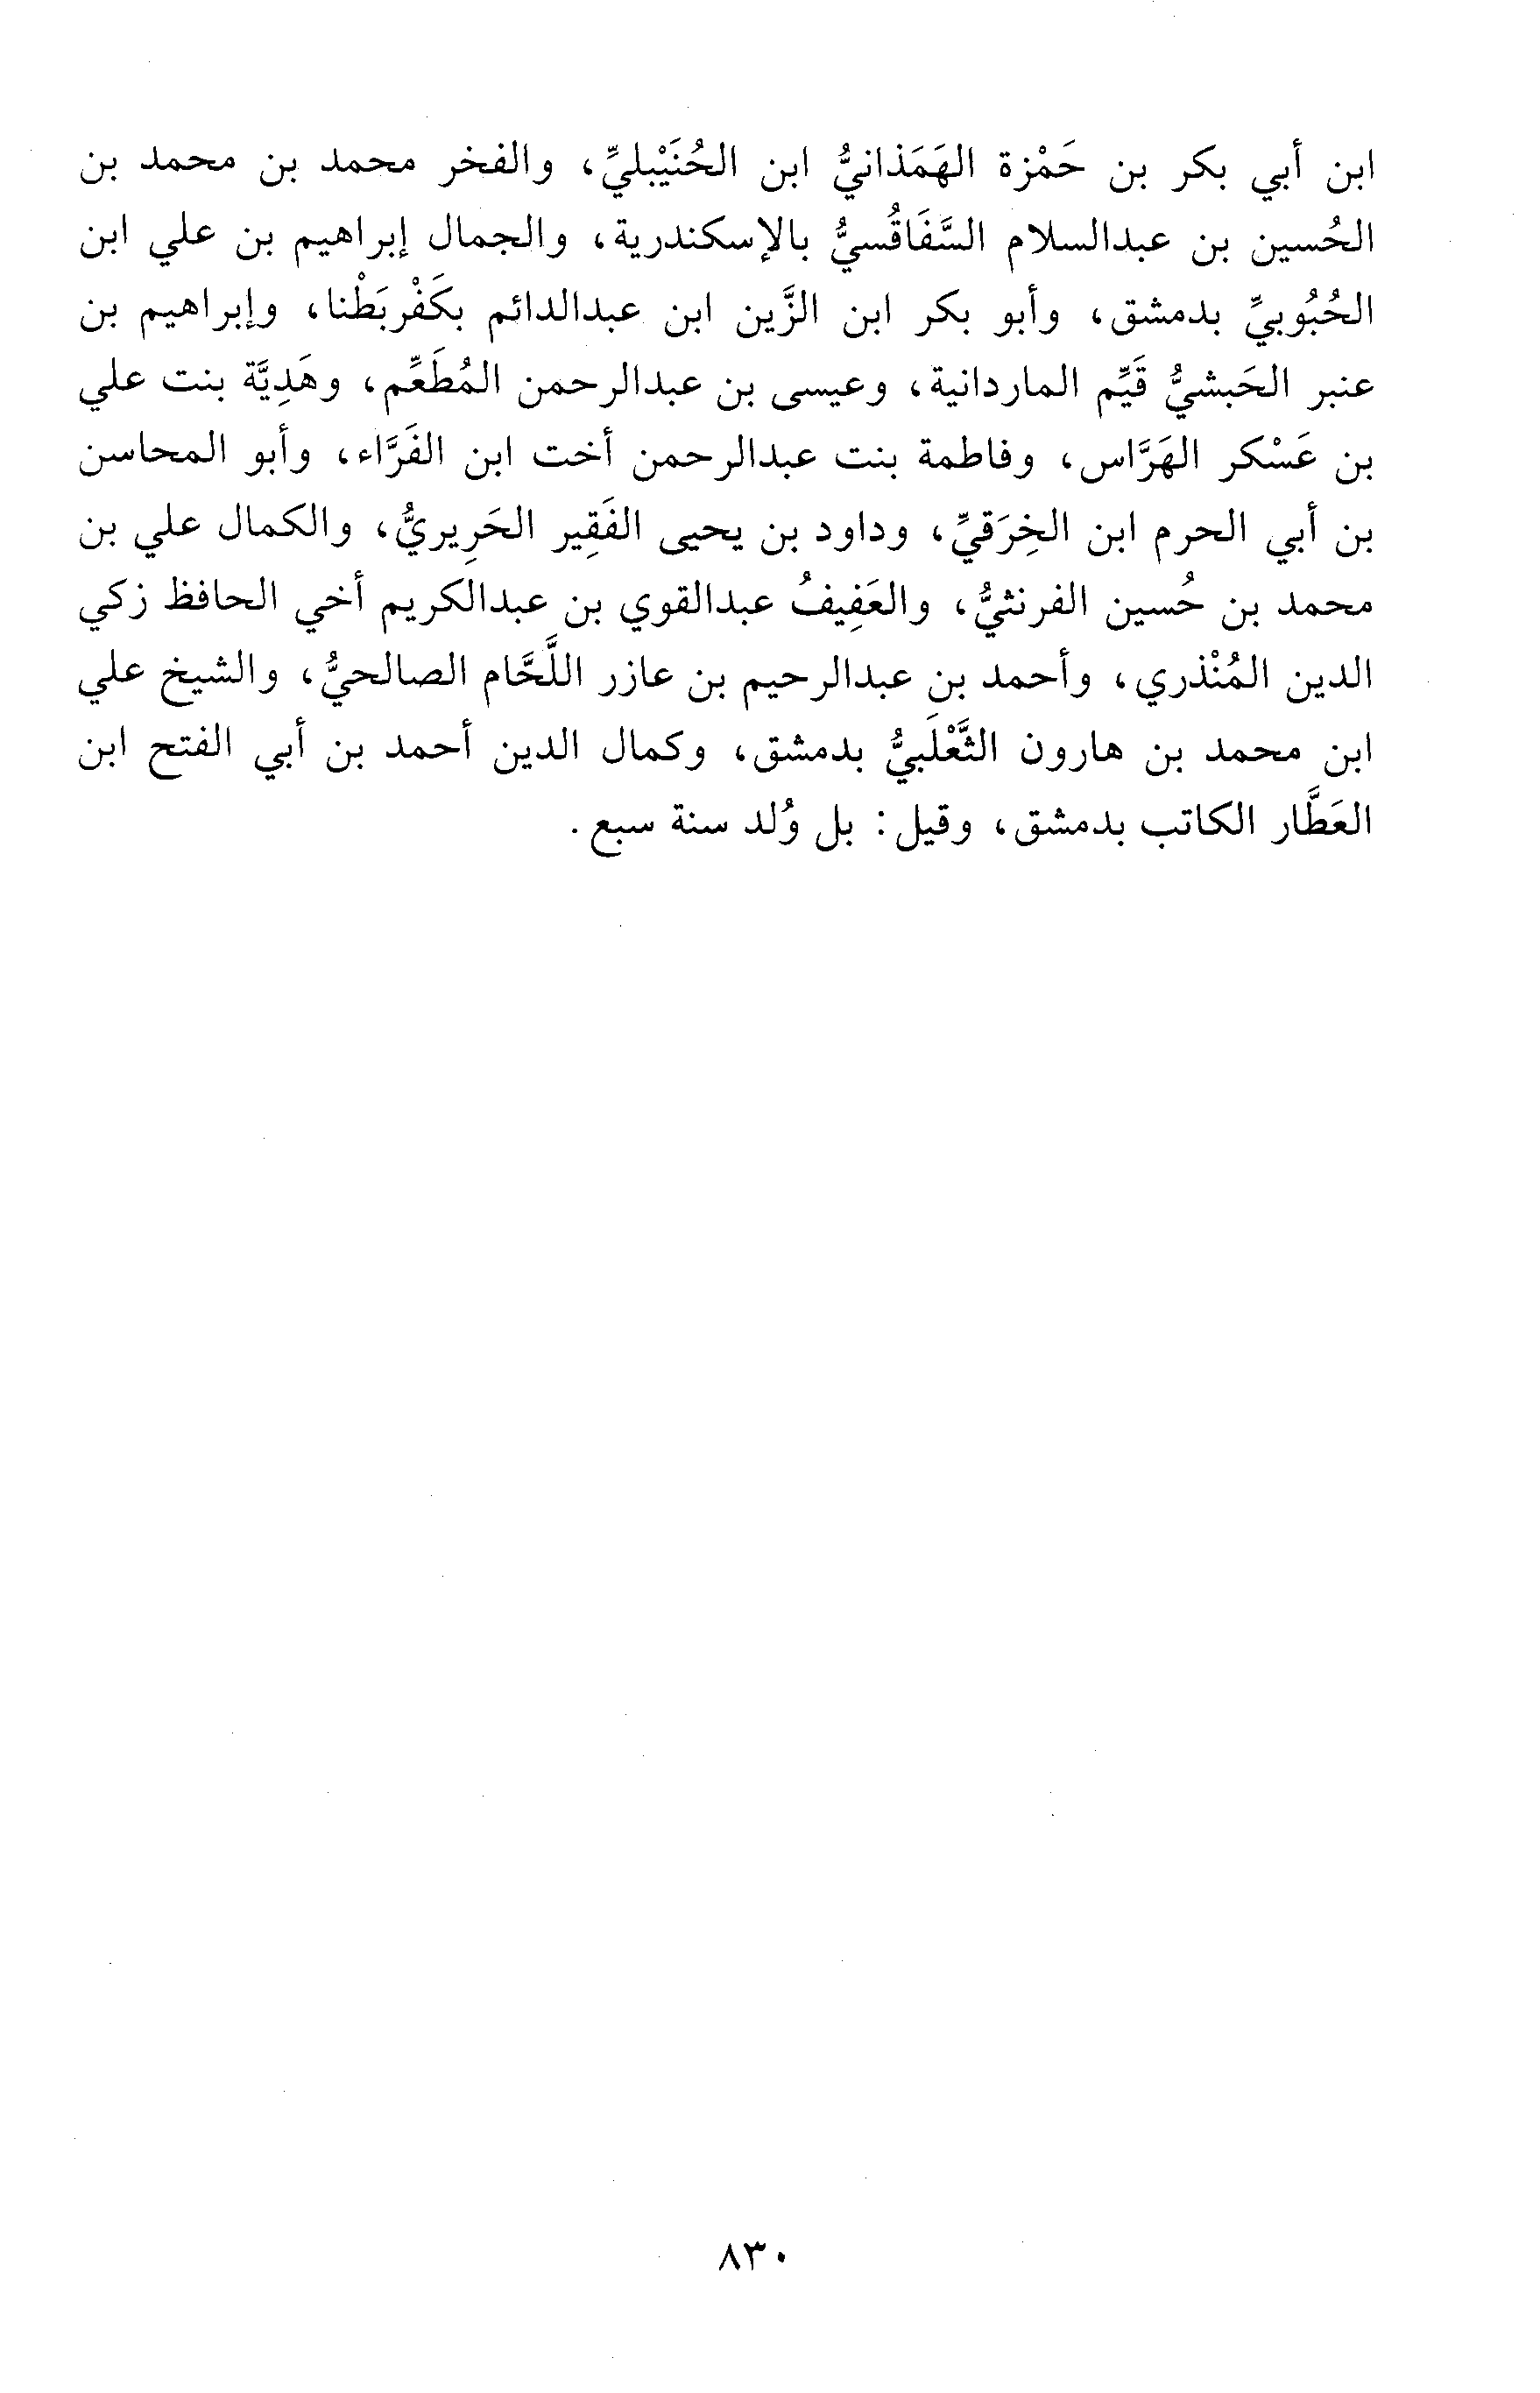 ابن أبي بكر بن حَمْزة الهَمَذانيُّ ابن الحُنَيْبليِّ، والفخر محمد بن محمد بن
الحُسين بن عبدالسلام السَّفَاقُسيُّ بالإسكندرية، والجمال إبراهيم بن علي ابن
الحُبُوبيِّ بدمشق، وأبو بكر ابن الزَّين ابن عبدالدائم بكَفْربَطْنا، وإبراهيم بن
عنبر الحَبشيُّ قَيِّم الماردانية، وعيسى بن عبدالرحمن المُطَعِّم، وهَدِيَّة بنت علي
بن عَسْكر الهَرَّاس، وفاطمة بنت عبدالرحمن أخت ابن الفَرَّاء، وأبو المحاسن
بن أبي الحرم ابن الخِرَقيِّ، وداود بن يحيى الفَقِير الحَرِيريُّ، والكمال علي بن
محمد بن حُسين الفرنثيُّ، والعَفِيفُ عبدالقوي بن عبدالكريم أخي الحافظ زكي
الدين المُنْذري، وأحمد بن عبدالرحيم بن عازر اللَّحَّام الصالحيُّ، والشيخ علي
ابن محمد بن هارون الثَّعْلَبيُّ بدمشق، وكمال الدين أحمد بن أبي الفتح ابن
العَطَّار الكاتب بدمشق، وقيل: بل وُلد سنة سبع.
٨٣٠